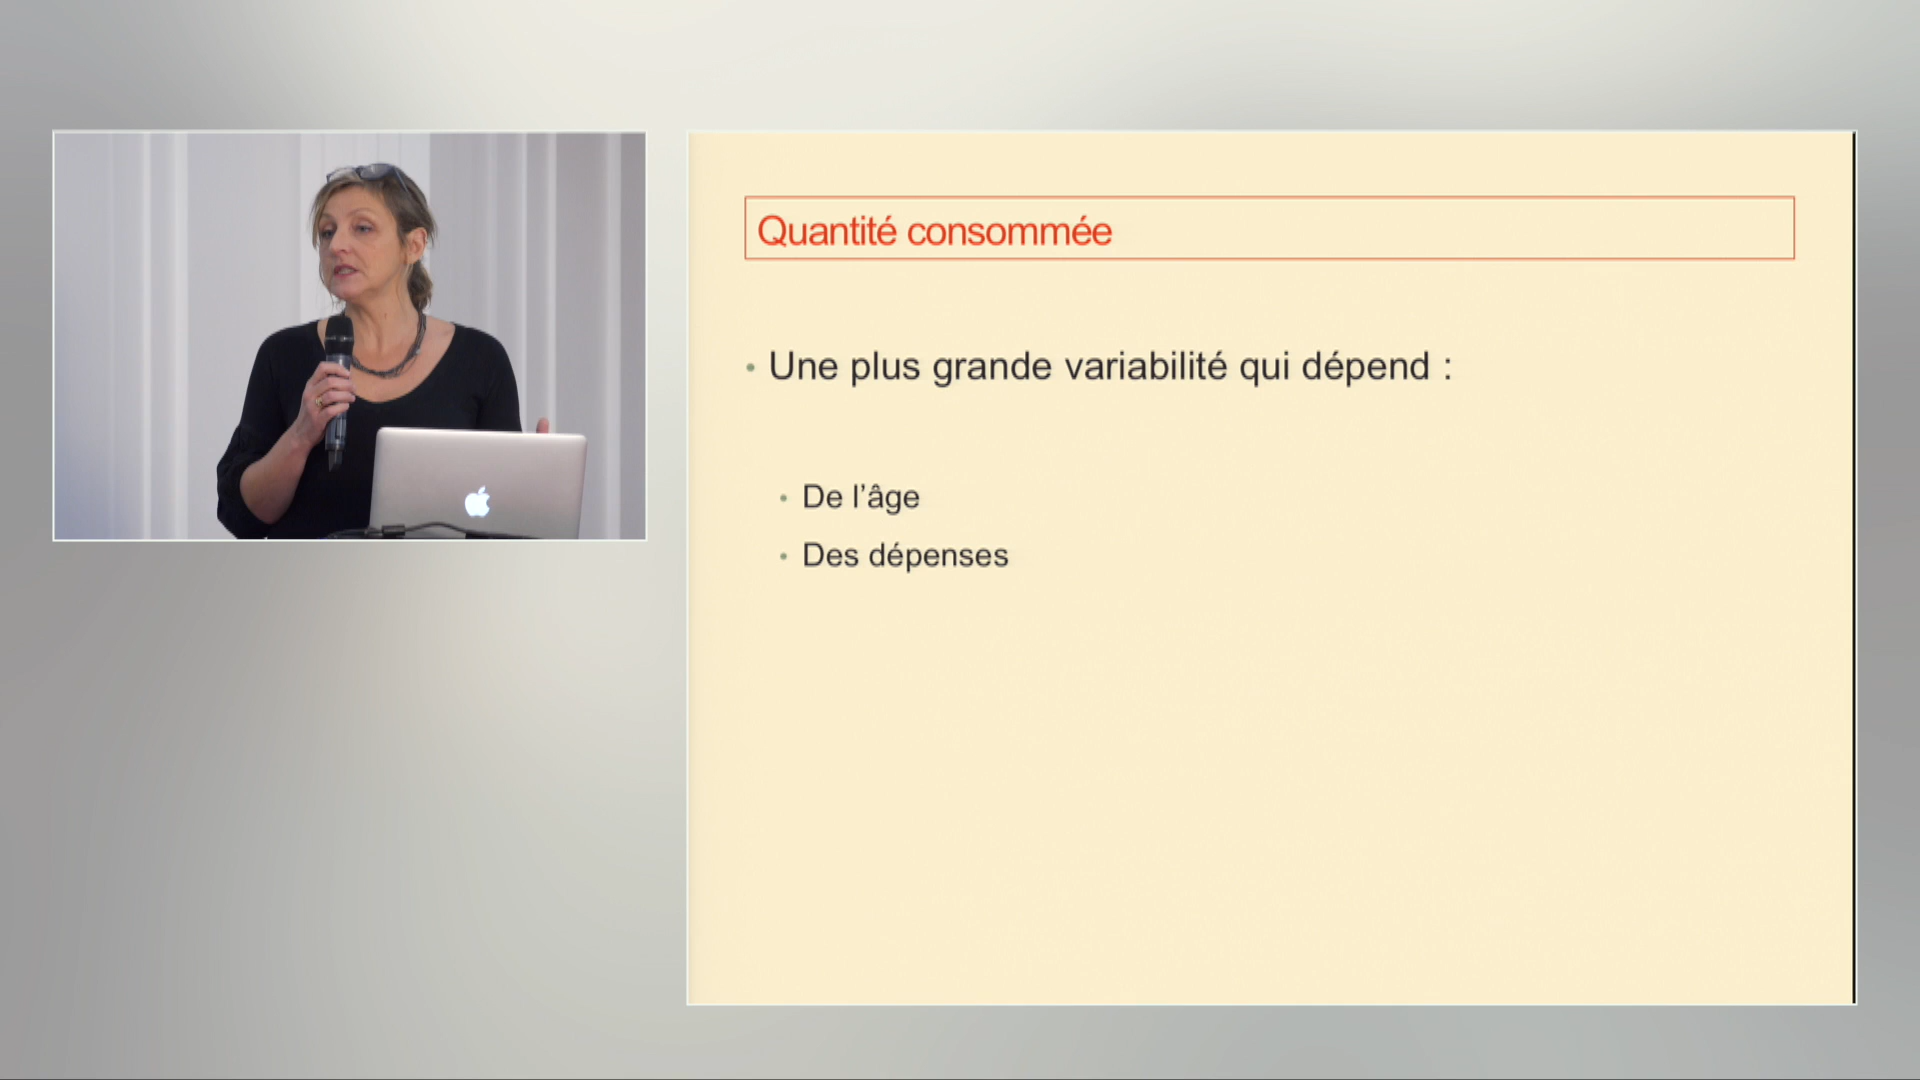 Quantité consommée
• Une plus grande variabilité qui dépend :
• De l’âge
• Des dépenses